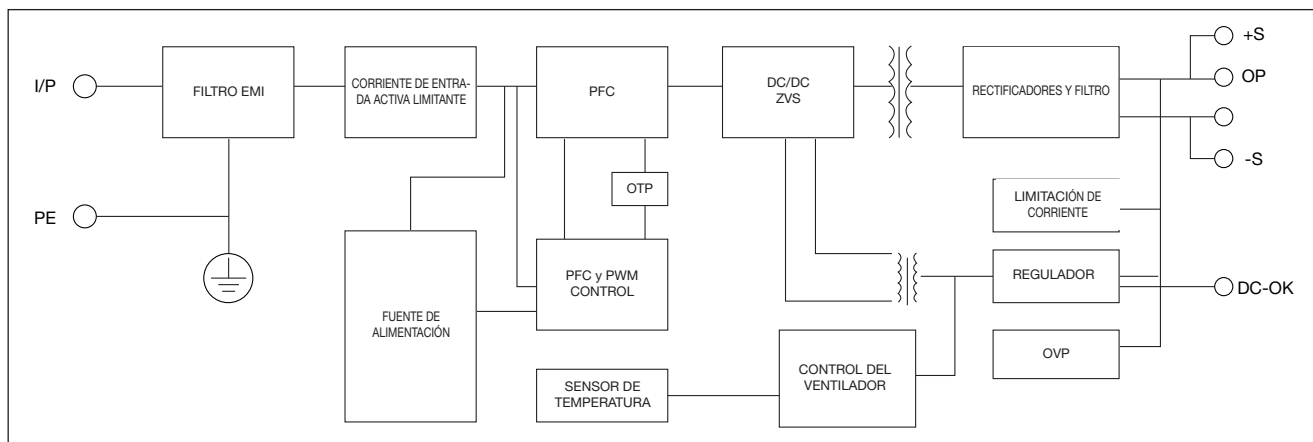 +S
I/P
FILTRO EMI
CORRIENTE DE ENTRA-
DA ACTIVA LIMITANTE
PFC
DC/DC
ZVS
RECTIFICADORES Y FILTRO
OP
-S
OTP
PE
LIMITACIÓN DE
CORRIENTE
FUENTE DE
ALIMENTACIÓN
PFC y PWM
CONTROL
REGULADOR
DC-OK
SENSOR DE
TEMPERATURA
CONTROL DEL
VENTILADOR
OVP